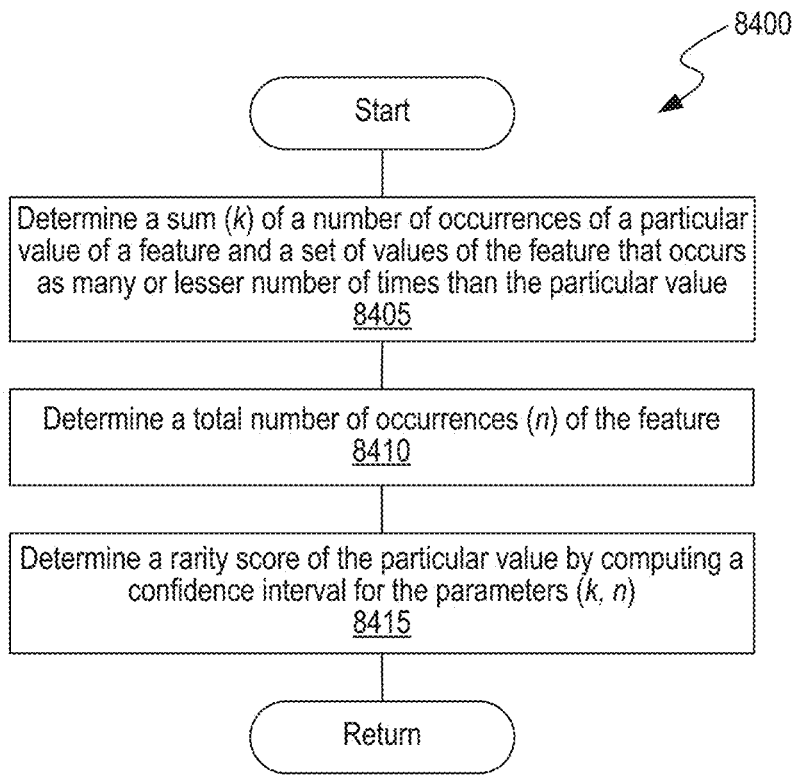 8400
Start
Determine a sum (k) of a number of occurrences of a particular
value of a feature and a set of values of the feature that occurs
as many or lesser number of times than the particular value
8405
Determine a total number of occurrences (n) of the feature
8410
Determine a rarity score of the particular value by computing a
confidence interval for the parameters (k, n)
8415
Return